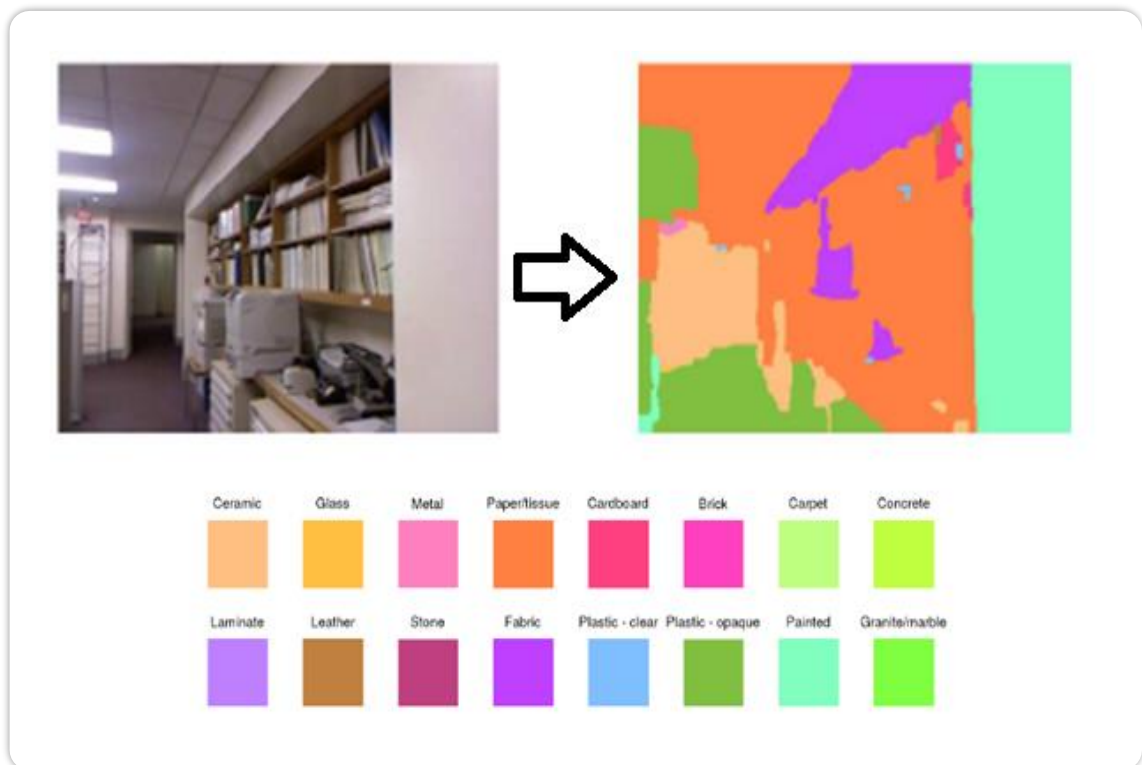 Ceramic Glass Metal Paper/tissue Cardboard Brick Carpet Concrete
Laminate Leather Stone Fabric Plastic - clear Plastic - opaque Painted Granite/marble